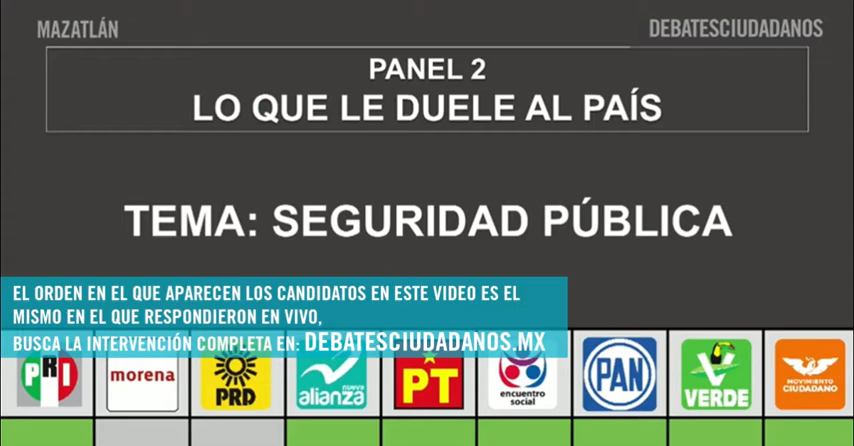 MAZATLÁN
DEBATESCIUDADANOS
PANEL 2
LO QUE LE DUELE AL PAÍS
TEMA: SEGURIDAD PÚBLICA
EL ORDEN EN EL QUE APARECEN LOS CANDIDATOS EN ESTE VIDEO ES EL
MISMO EN EL QUE RESPONDIERON EN VIVO,
BUSCA LA INTERVENCIÓN COMPLETA EN: DEBATESCIUDADANOS.MX
PRI
morena
PRD
nueva
alianza
PT
encuentro
social
PAN
VERDE
MOVIMIENTO
CIUDADANO